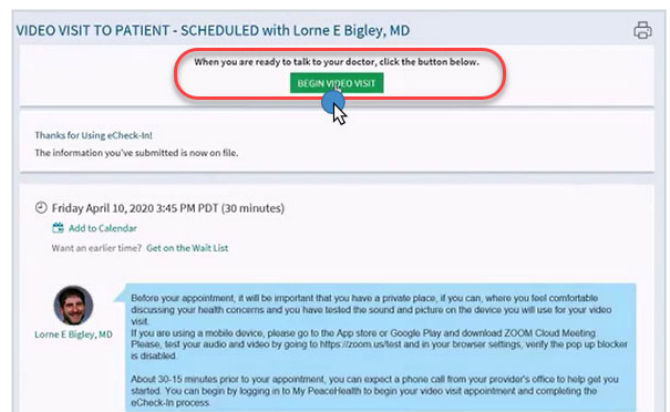 VIDEO VISIT TO PATIENT - SCHEDULED with Lorne E Bigley, MD
When you are ready to talk to your doctor, click the button below.
BEGIN VIDEO VISIT
Thanks for Using eCheck-In!
The information you've submitted is now on file.
Friday April 10, 2020 3:45 PM PDT (30 minutes)
Add to Calendar
Want an earlier time? Get on the Wait List
Lorne E Bigley, MD
Before your appointment, it will be important that you have a private place, if you can, where you feel comfortable
discussing your health concerns and you have tested the sound and picture on the device you will use for your video
visit.
If you are using a mobile device, please go to the App store or Google Play and download ZOOM Cloud Meeting.
Please, test your audio and video by going to https://zoom.us/test and in your browser settings, verify the pop up blocker
is disabled.
About 30-15 minutes prior to your appointment, you can expect a phone call from your provider's office to help get you
started. You can begin by logging in to My PeaceHealth to begin your video visit appointment and completing the
eCheck-In process.